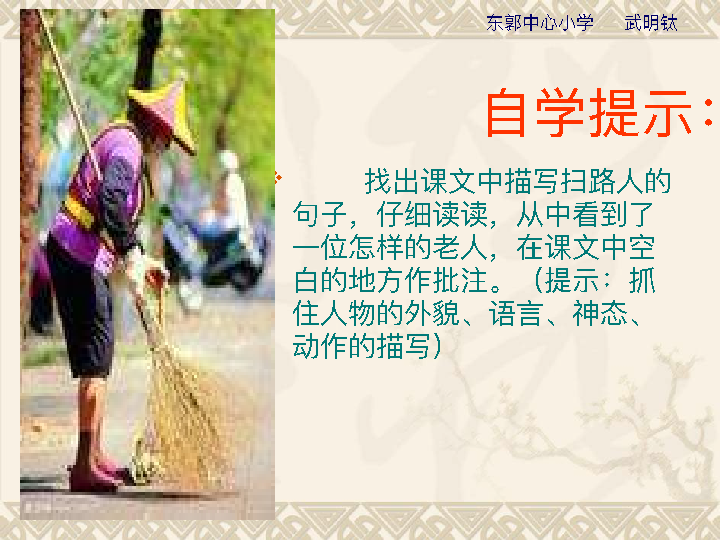 东郭中心小学 武明钛
自学提示：
找出课文中描写扫路人的
句子，仔细读读，从中看到了
一位怎样的老人，在课文中空
白的地方作批注。（提示：抓
住人物的外貌、语言、神态、
动作的描写）